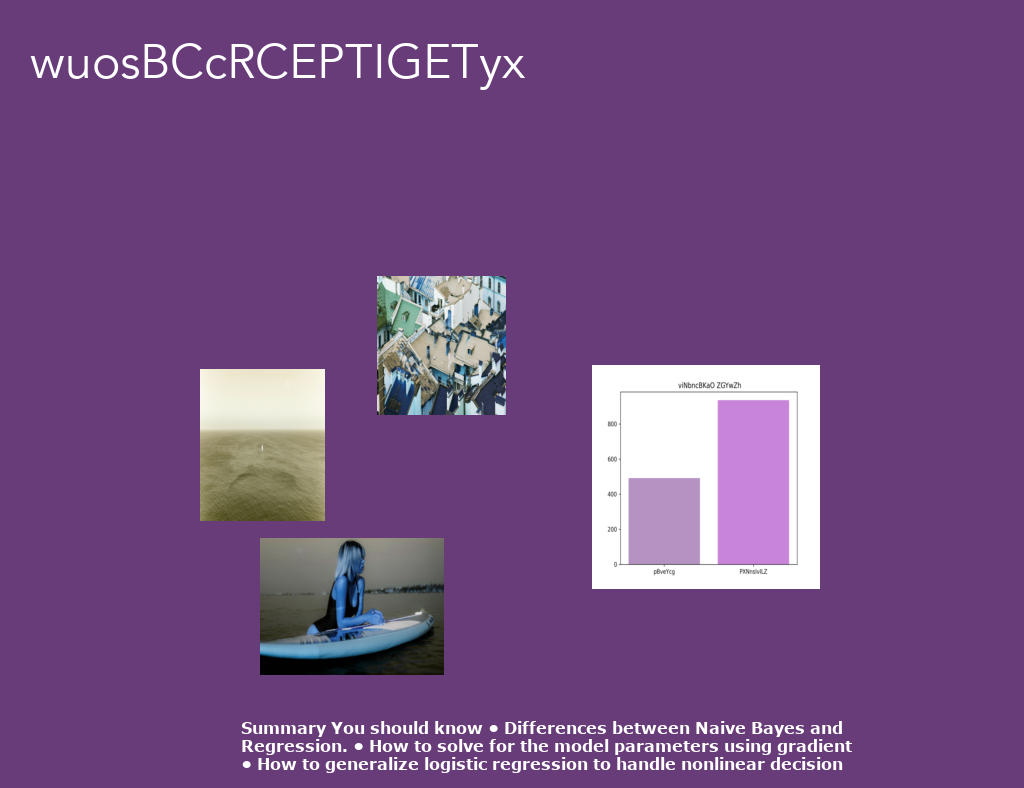 wuosBCcRCEPTIGETyx
viNbncBKaO ZGYwZh
800
600
400
200
0
pBveYcg
PXNnsIviLZ
Summary You should know • Differences between Naive Bayes and
Regression. • How to solve for the model parameters using gradient
• How to generalize logistic regression to handle nonlinear decision